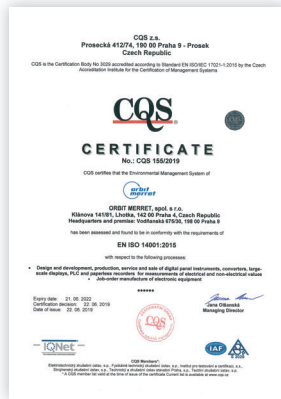 CQS z.s.
Prosecká 412/74, 190 00 Praha 9 - Prosek
Czech Republic
CQS is the Certification Body No 3029 accredited according to Standard EN ISO/IEC 17021-1:2015 by the Czech
Accreditation Institute for the Certification of Management Systems
CQS
CERTIFICATE
No.: CQS 155/2019
CQS certifies that the Environmental Management System of
orbit
merret
ORBIT MERRET, spol. s r.o.
Klánova 141/81, Lhotka, 142 00 Praha 4, Czech Republic
Headquarters and premise: Vodňanská 675/30, 198 00 Praha 9
has been assessed and found to be in conformity with the requirements of
EN ISO 14001:2015
with respect to the following processes:
• Design and development, production, service and sale of digital panel instruments, converters, large-
scale displays, PLC and paperless recorders for measurements of electrical and non-electrical values
• Job-order manufacture of electronic equipment
******
Expiry date: 21. 06. 2022
Certification decision: 22. 06. 2019
Date of issue: 22. 06. 2019
Jana Olšanská
Managing Director
CQS
IQNet
IAF
CQS Members*: